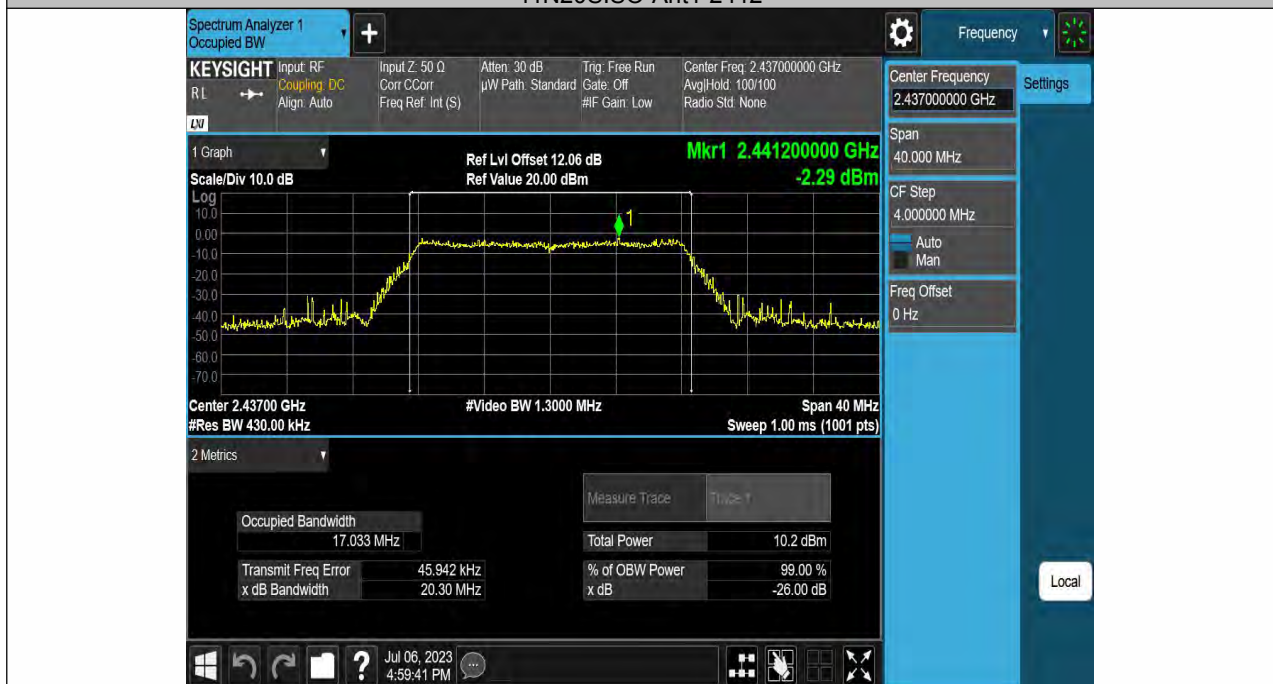 Spectrum Analyzer 1
Occupied BW
Frequency
KEYSIGHT
RL
LXI
Input: RF
Coupling: DC
Align: Auto
Input Z: 50 Ω
Corr CCorr
Freq Ref: Int (S)
Atten: 30 dB
µW Path: Standard
Trig: Free Run
Gate: Off
#IF Gain: Low
Center Freq: 2.437000000 GHz
Avg|Hold: 100/100
Radio Std: None
Center Frequency
2.437000000 GHz
Settings
Span
40.000 MHz
CF Step
4.000000 MHz
Auto
Man
Freq Offset
0 Hz
Local
1 Graph
Scale/Div 10.0 dB
Ref Lvl Offset 12.06 dB
Ref Value 20.00 dBm
Mkr1 2.441200000 GHz
-2.29 dBm
Log
10.0
0.00
-10.0
-20.0
-30.0
-40.0
-50.0
-60.0
-70.0
1
Center 2.43700 GHz
#Video BW 1.3000 MHz
Span 40 MHz
#Res BW 430.00 kHz
Sweep 1.00 ms (1001 pts)
2 Metrics
Measure Trace
Trace 1
Occupied Bandwidth
17.033 MHz
Total Power
10.2 dBm
Transmit Freq Error
45.942 kHz
% of OBW Power
99.00 %
x dB Bandwidth
20.30 MHz
x dB
-26.00 dB
?
Jul 06, 2023
4:59:41 PM